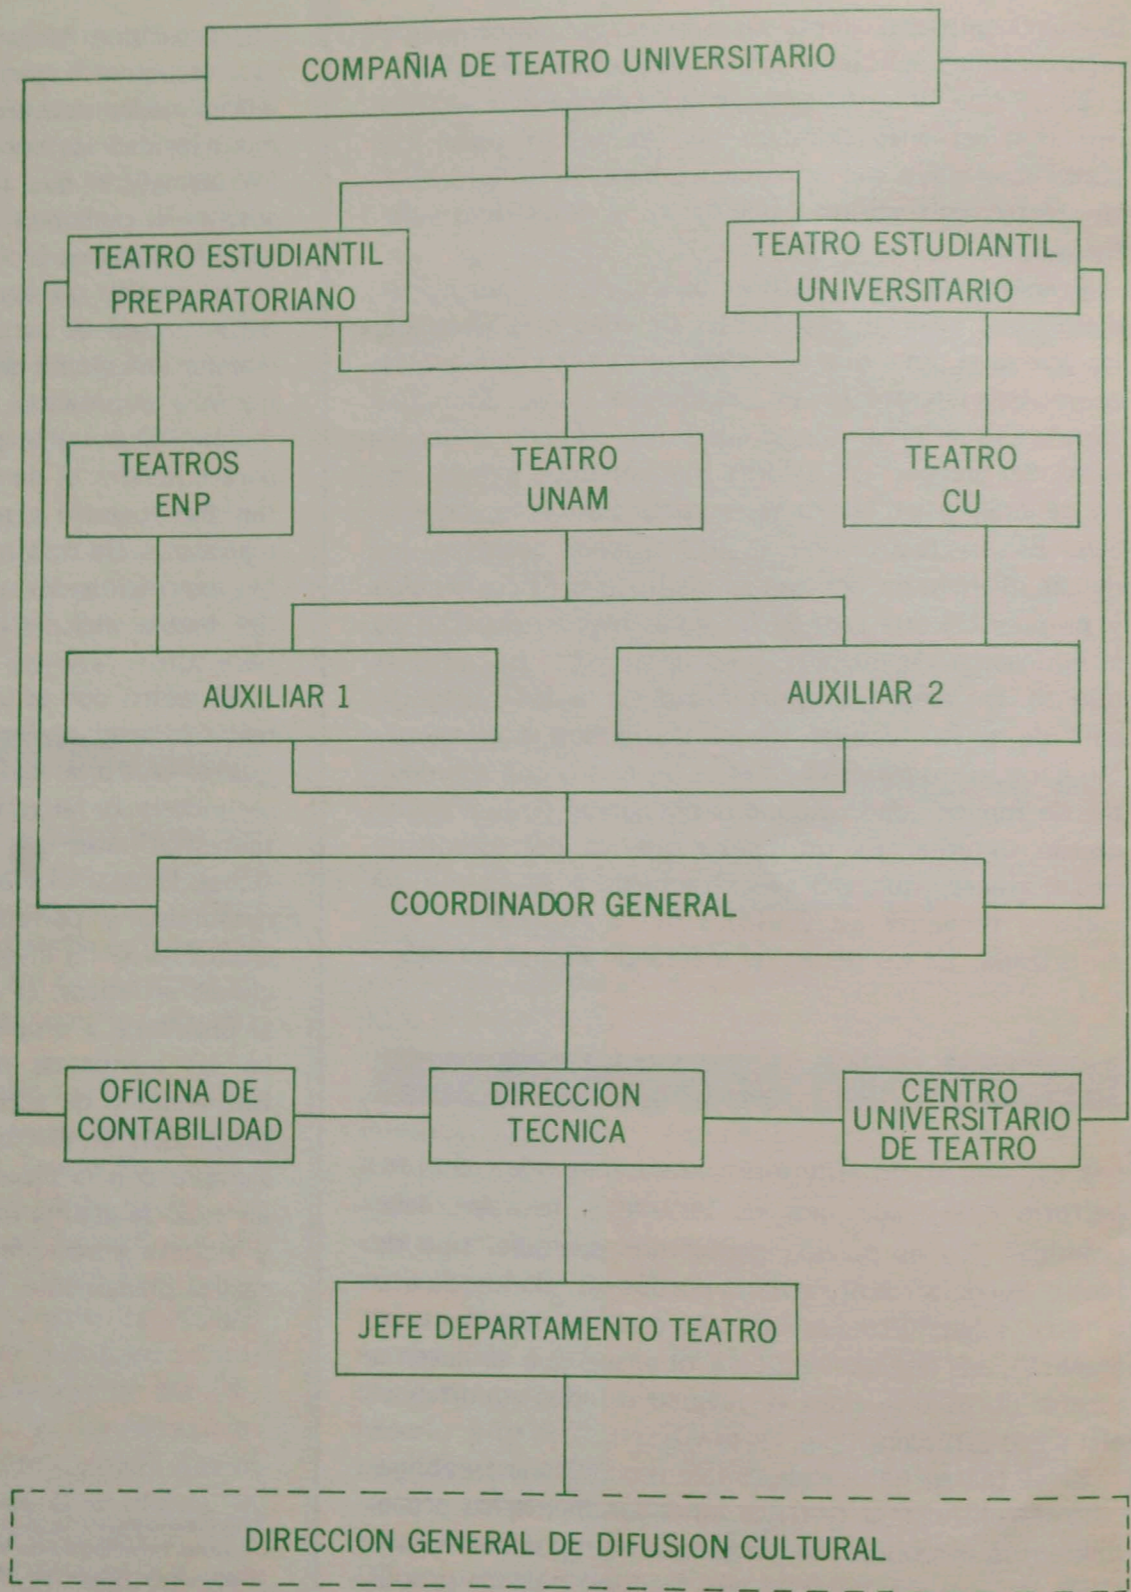 COMPAÑIA DE TEATRO UNIVERSITARIO
TEATRO ESTUDIANTIL
PREPARATORIANO
TEATRO ESTUDIANTIL
UNIVERSITARIO
TEATROS
ENP
TEATRO
UNAM
TEATRO
CU
AUXILIAR 1
AUXILIAR 2
COORDINADOR GENERAL
OFICINA DE
CONTABILIDAD
DIRECCION
TECNICA
CENTRO
UNIVERSITARIO
DE TEATRO
JEFE DEPARTAMENTO TEATRO
DIRECCION GENERAL DE DIFUSION CULTURAL